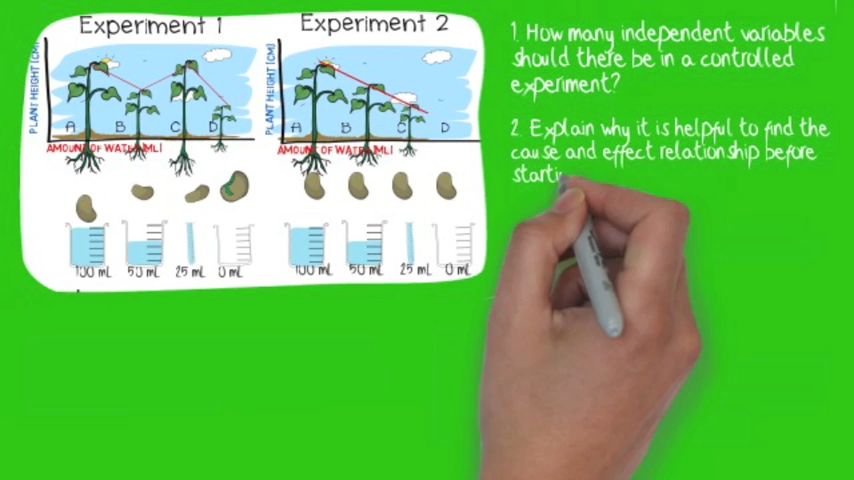 Experiment 1
Experiment 2
PLANT HEIGHT (CM)
A B C D
AMOUNT OF WATER (ML)
PLANT HEIGHT (CM)
A B C D
AMOUNT OF WATER (ML)
100 mL 50 mL 25 mL 0 mL
100 mL 50 mL 25 mL 0 mL
1. How many independent variables
should there be in a controlled
experiment?
2. Explain why it is helpful to find the
cause and effect relationship before
starti